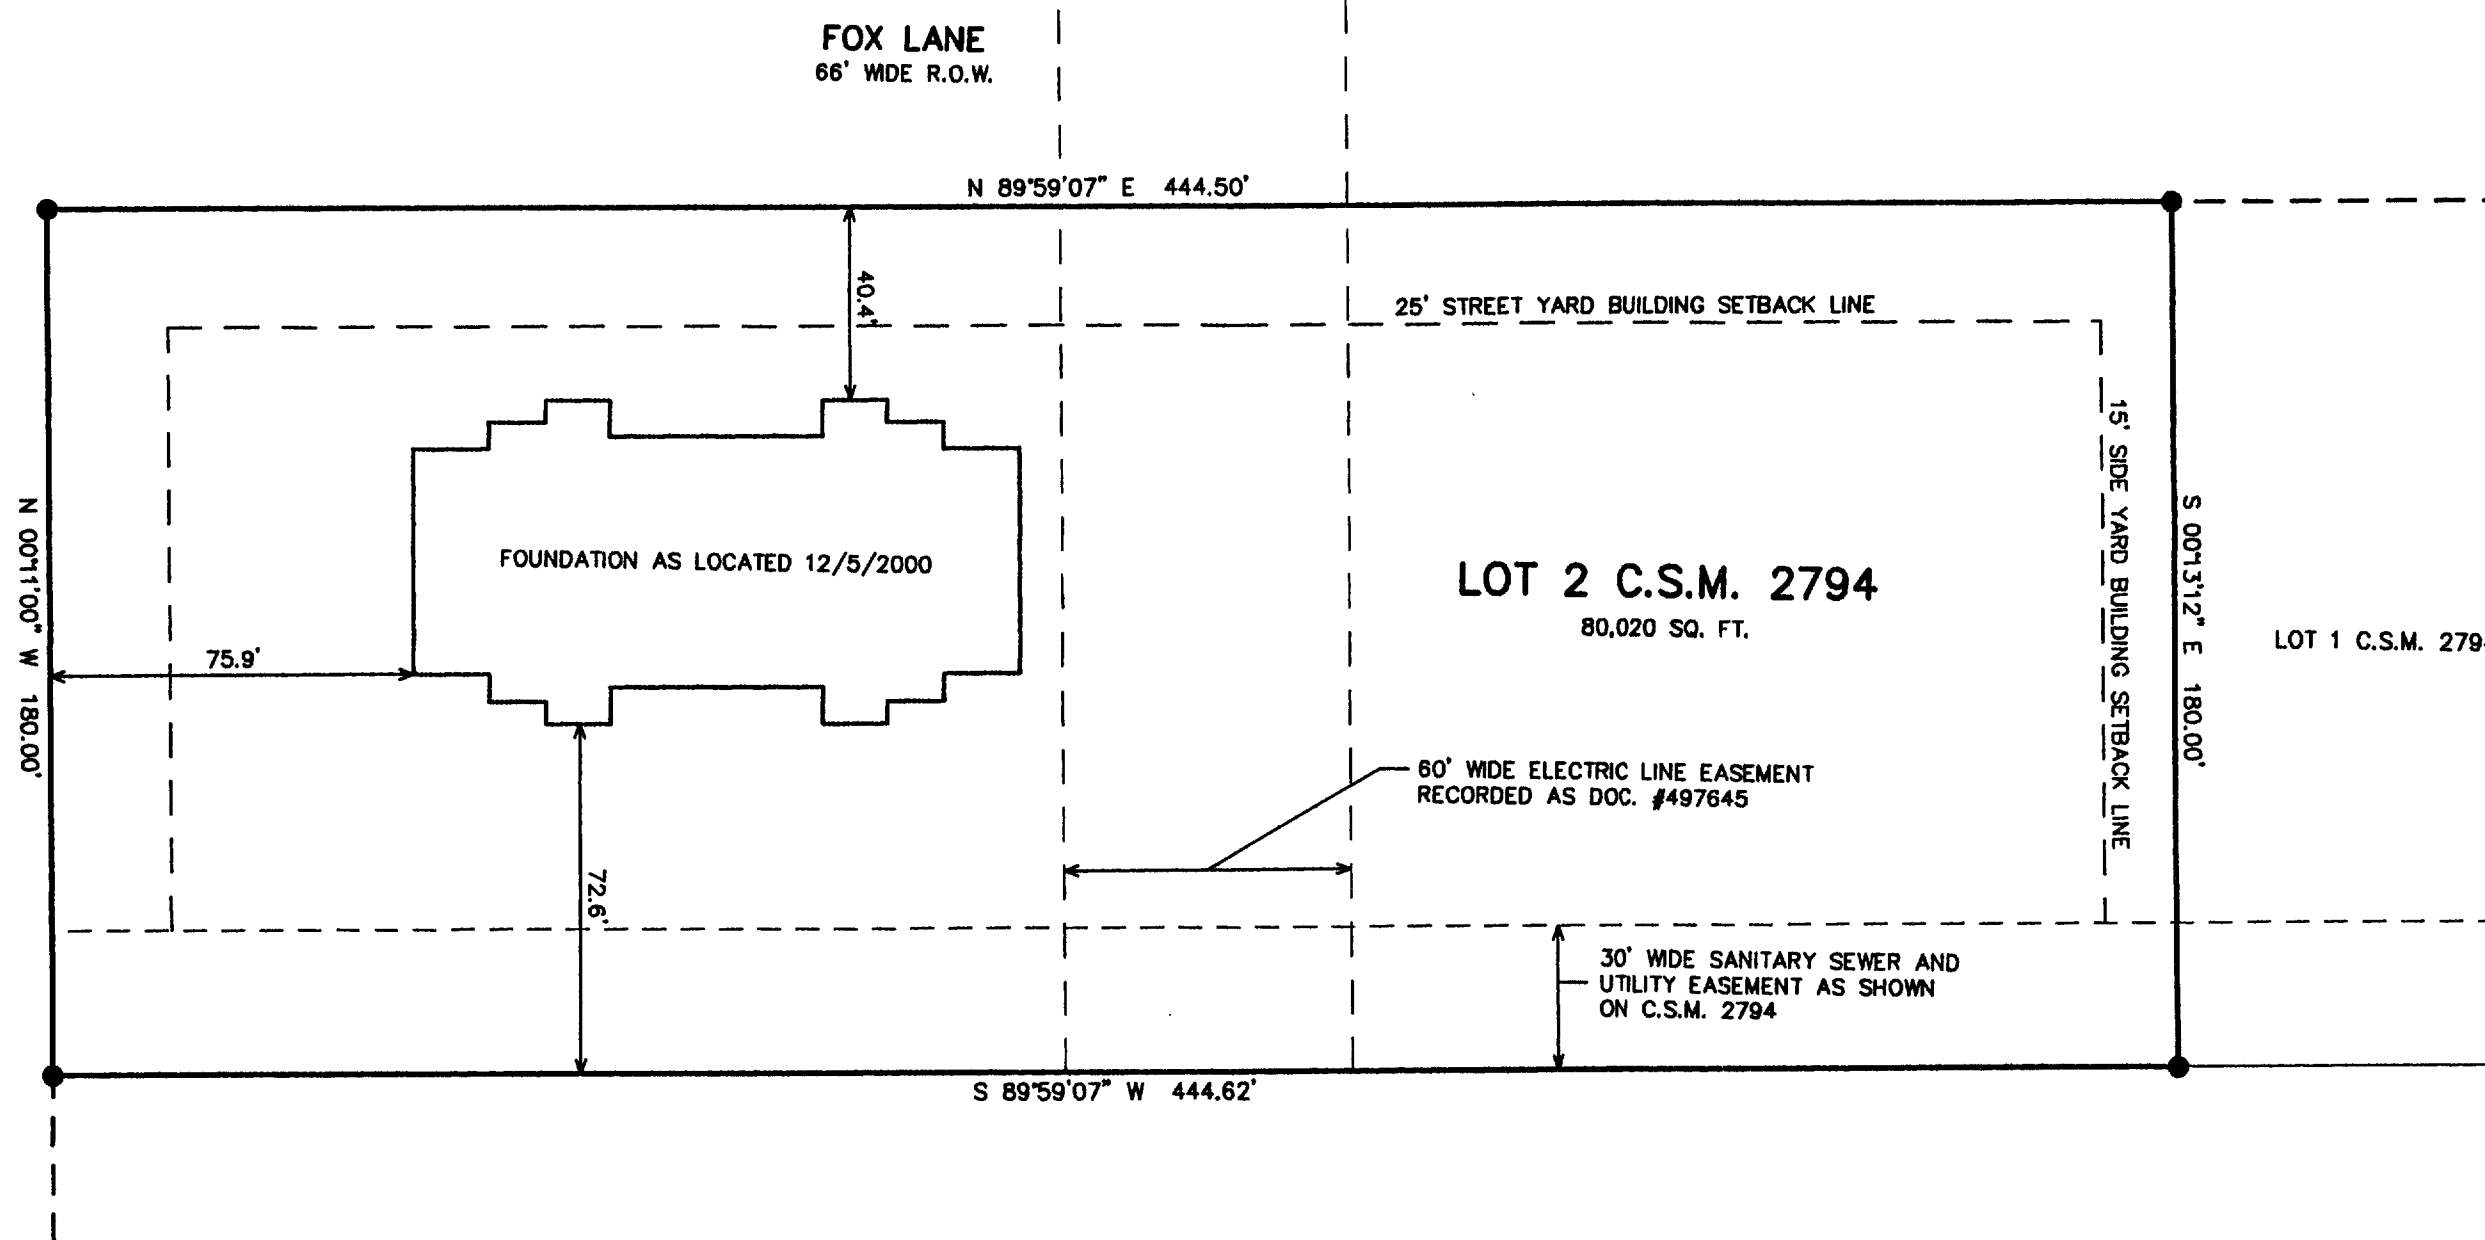 FOX LANE
66' WIDE R.O.W.
N 89°59'07" E 444.50'
40.4'
25' STREET YARD BUILDING SETBACK LINE
15' SIDE YARD BUILDING SETBACK LINE
N 00°11'00" W 180.00'
S 00°13'12" E 180.00'
FOUNDATION AS LOCATED 12/5/2000
LOT 2 C.S.M. 2794
80,020 SQ. FT.
LOT 1 C.S.M.
75.9'
60' WIDE ELECTRIC LINE EASEMENT
RECORDED AS DOC. #497645
72.6'
30' WIDE SANITARY SEWER AND
UTILITY EASEMENT AS SHOWN
ON C.S.M. 2794
S 89°59'07" W 444.62'